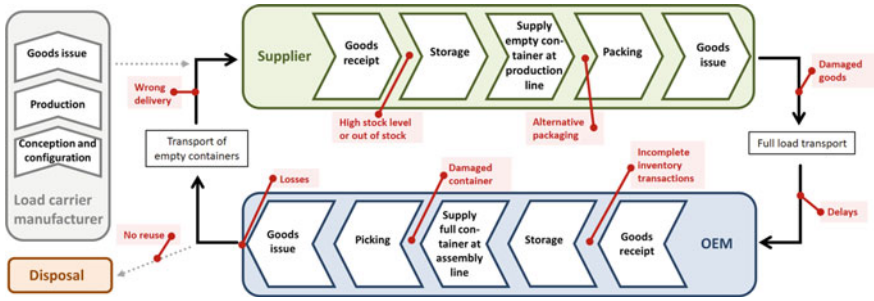 Goods issue
Production
Conception and
configuration
Load carrier
manufacturer
Disposal
No reuse
Wrong
delivery
Transport of
empty containers
Supplier
Goods
receipt
Storage
Supply
empty con-
tainer at
production
line
Packing
Goods
issue
High stock level
or out of stock
Alternative
packaging
Damaged
goods
Full load transport
Delays
Losses
Damaged
container
Incomplete
inventory
transactions
Goods
issue
Picking
Supply
full con-
tainer at
assembly
line
Storage
Goods
receipt
OEM